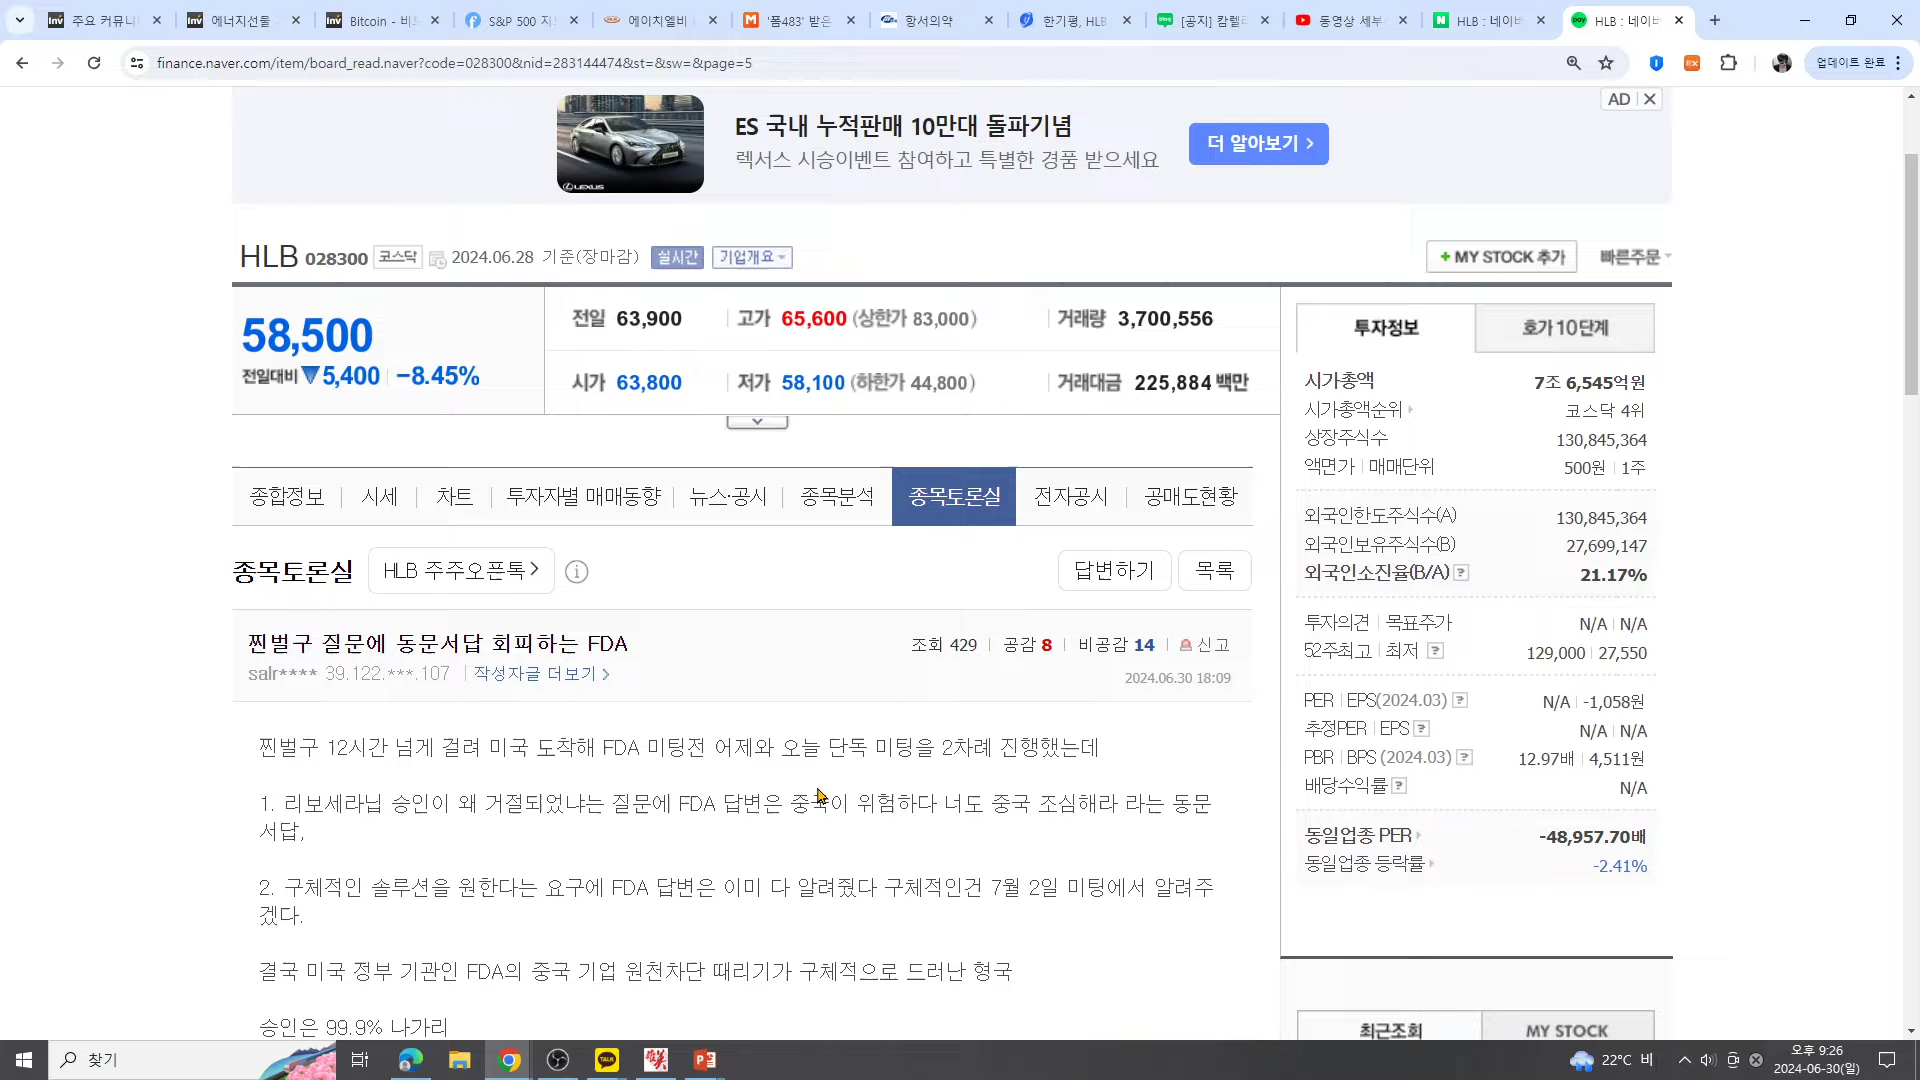 주요 커뮤니
에너지선물
Bitcoin - 비트
S&P 500 지
에이치엘비
'폼483' 받은
항서의약
한기평, HLB
[공지] 캄렐리
동영상 세부
HLB : 네이버
HLB : 네이버
finance.naver.com/item/board_read.naver?code=028300&nid=283144474&st=&sw=&page=5
업데이트 완료
LEXUS
ES 국내 누적판매 10만대 돌파기념
렉서스 시승이벤트 참여하고 특별한 경품 받으세요
더 알아보기 >
AD
HLB 028300 코스닥 2024.06.28 기준(장마감) 실시간 기업개요
+ MY STOCK 추가 빠른주문
58,500
전일대비 ▼5,400 -8.45%
전일 63,900 고가 65,600 (상한가 83,000) 거래량 3,700,556
시가 63,800 저가 58,100 (하한가 44,800) 거래대금 225,884 백만
종합정보 시세 차트 투자자별 매매동향 뉴스·공시 종목분석 종목토론실 전자공시 공매도현황
종목토론실 HLB 주주오픈톡 > 답변하기 목록
찐벌구 질문에 동문서답 회피하는 FDA
조회 429 공감 8 비공감 14 신고
salr**** 39.122.***.107 작성자글 더보기 >
2024.06.30 18:09
찐벌구 12시간 넘게 걸려 미국 도착해 FDA 미팅전 어제와 오늘 단독 미팅을 2차례 진행했는데
1. 리보세라닙 승인이 왜 거절되었냐는 질문에 FDA 답변은 중국이 위험하다 너도 중국 조심해라 라는 동문
서답,
2. 구체적인 솔루션을 원한다는 요구에 FDA 답변은 이미 다 알려줬다 구체적인건 7월 2일 미팅에서 알려주
겠다.
결국 미국 정부 기관인 FDA의 중국 기업 원천차단 때리기가 구체적으로 드러난 형국
승인은 99.9% 나가리
투자정보 호가 10단계
시가총액 7조 6,545억원
시가총액순위 코스닥 4위
상장주식수 130,845,364
액면가 매매단위 500원 1주
외국인한도주식수(A) 130,845,364
외국인보유주식수(B) 27,699,147
외국인소진율(B/A) ? 21.17%
투자의견 목표주가 N/A N/A
52주최고 최저 ? 129,000 27,550
PER EPS(2024.03) ? N/A -1,058원
추정PER EPS ? N/A N/A
PBR BPS (2024.03) ? 12.97배 4,511원
배당수익률 ? N/A
동일업종 PER -48,957.70배
동일업종 등락률 -2.41%
최근조회 MY STOCK
찾기
TALK
22°C 비
오후 9:26
2024-06-30(일)